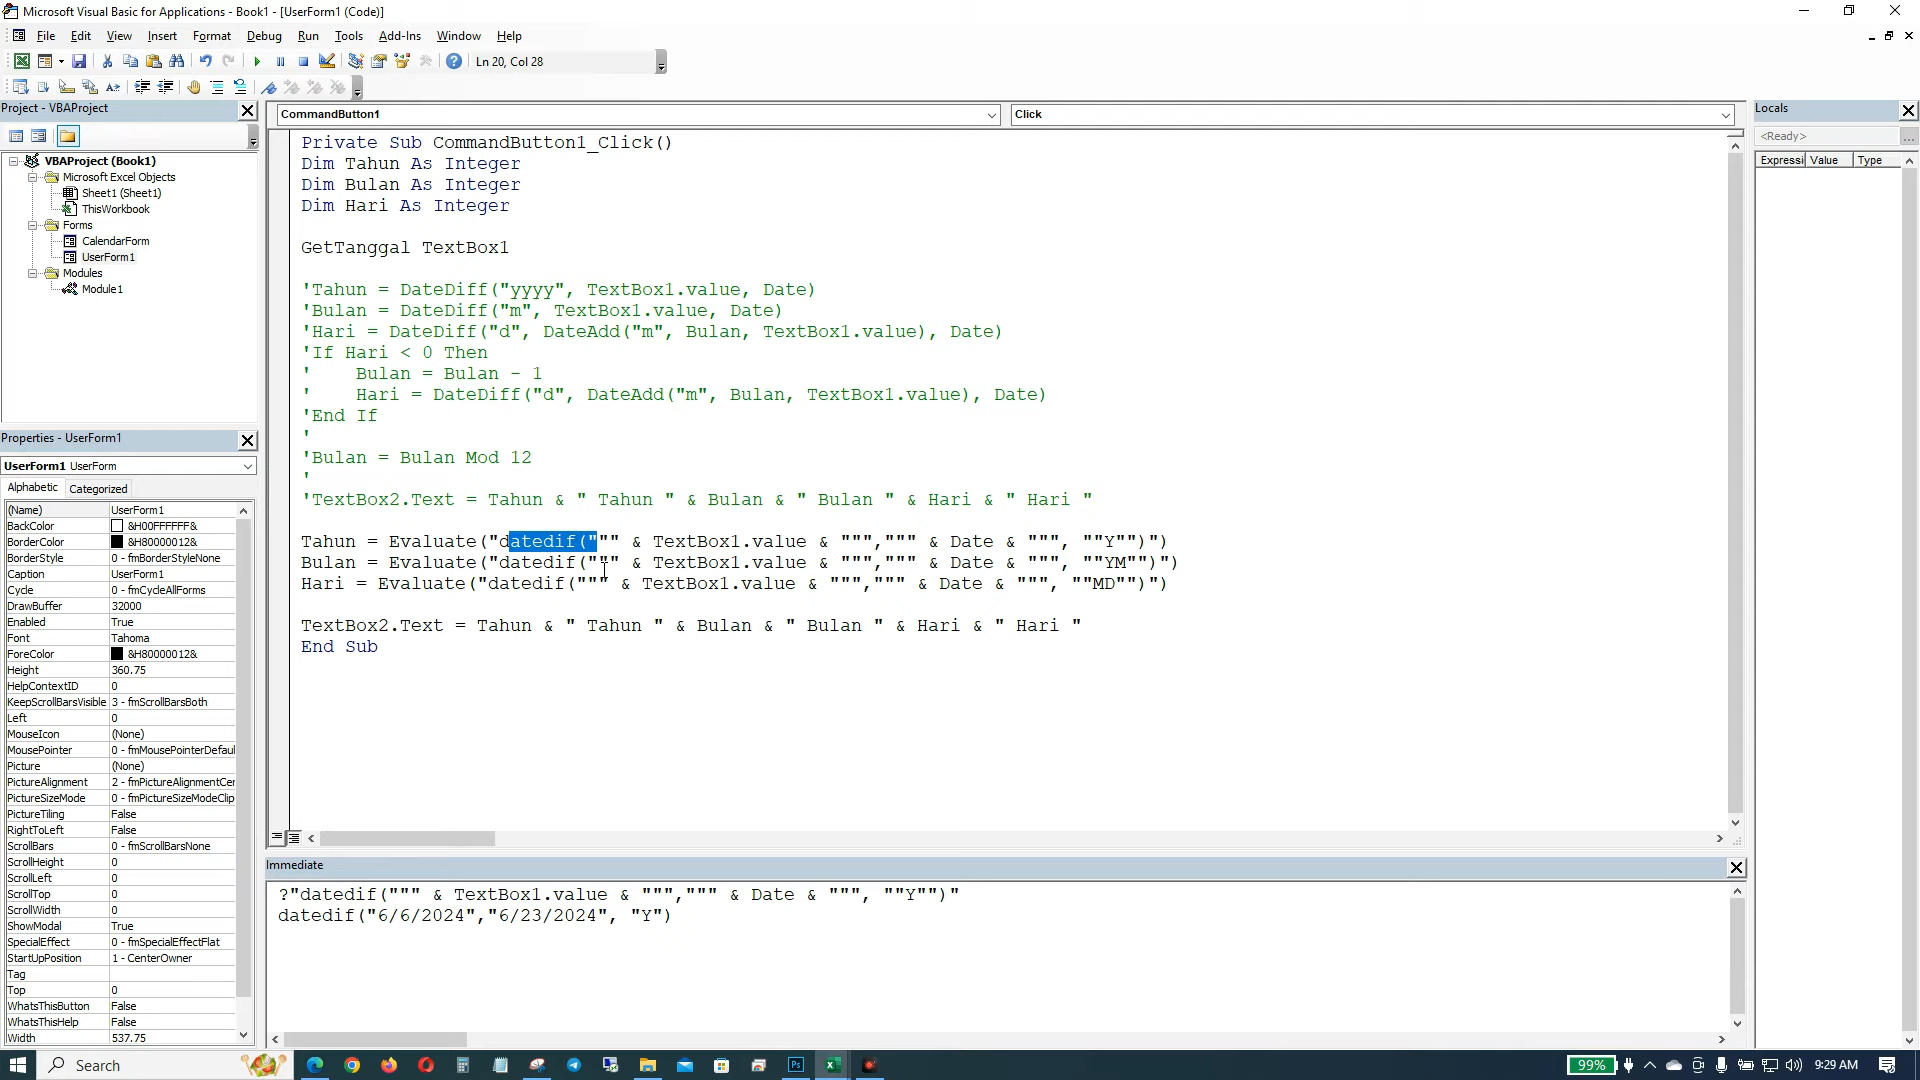 Microsoft Visual Basic for Applications - Book1 - [UserForm1 (Code)]
File Edit View Insert Format Debug Run Tools Add-Ins Window Help
Ln 20, Col 28
Project - VBAProject
VBAProject (Book1)
Microsoft Excel Objects
Sheet1 (Sheet1)
ThisWorkbook
Forms
CalendarForm
UserForm1
Modules
Module1
Properties - UserForm1
UserForm1 UserForm
Alphabetic Categorized
(Name) UserForm1
BackColor &H00FFFFFF&
BorderColor &H80000012&
BorderStyle 0 - fmBorderStyleNone
Caption UserForm1
Cycle 0 - fmCycleAllForms
DrawBuffer 32000
Enabled True
Font Tahoma
ForeColor &H80000012&
Height 360.75
HelpContextID 0
KeepScrollBarsVisible 3 - fmScrollBarsBoth
Left 0
MouseIcon (None)
MousePointer 0 - fmMousePointerDefau
Picture (None)
PictureAlignment 2 - fmPictureAlignmentCer
PictureSizeMode 0 - fmPictureSizeModeClip
PictureTiling False
RightToLeft False
ScrollBars 0 - fmScrollBarsNone
ScrollHeight 0
ScrollLeft 0
ScrollTop 0
ScrollWidth 0
ShowModal True
SpecialEffect 0 - fmSpecialEffectFlat
StartUpPosition 1 - CenterOwner
Tag
Top 0
WhatsThisButton False
WhatsThisHelp False
Width 537.75
CommandButton1
Click
Private Sub CommandButton1_Click()
Dim Tahun As Integer
Dim Bulan As Integer
Dim Hari As Integer
GetTanggal TextBox1
'Tahun = DateDiff("yyyy", TextBox1.value, Date)
'Bulan = DateDiff("m", TextBox1.value, Date)
'Hari = DateDiff("d", DateAdd("m", Bulan, TextBox1.value), Date)
'If Hari < 0 Then
'    Bulan = Bulan - 1
'    Hari = DateDiff("d", DateAdd("m", Bulan, TextBox1.value), Date)
'End If
'
'Bulan = Bulan Mod 12
'
'TextBox2.Text = Tahun & " Tahun " & Bulan & " Bulan " & Hari & " Hari "
Tahun = Evaluate("datedif(""" & TextBox1.value & """,""" & Date & """, ""Y"")")
Bulan = Evaluate("datedif(""" & TextBox1.value & """,""" & Date & """, ""YM"")")
Hari = Evaluate("datedif(""" & TextBox1.value & """,""" & Date & """, ""MD"")")
TextBox2.Text = Tahun & " Tahun " & Bulan & " Bulan " & Hari & " Hari "
End Sub
Immediate
?"datedif(""" & TextBox1.value & """,""" & Date & """, ""Y"")"
datedif("6/6/2024","6/23/2024", "Y")
Locals
<Ready>
Expressi Value Type
Search
99%
9:29 AM